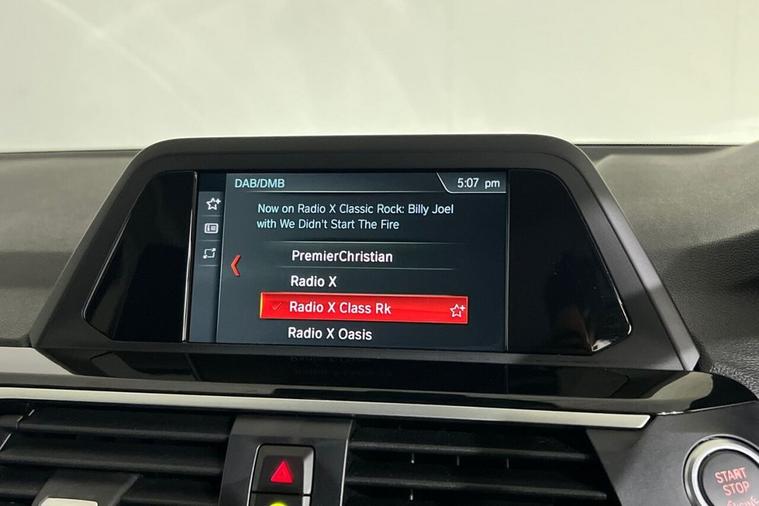 DAB/DMB
5:07 pm
Now on Radio X Classic Rock: Billy Joel
with We Didn't Start The Fire
PremierChristian
Radio X
Radio X Class Rk
Radio X Oasis
START
STOP